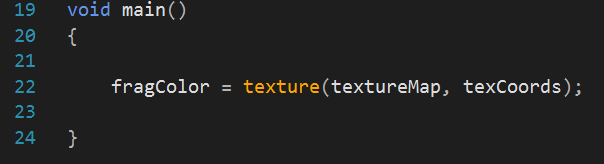 19 void main()
20 {
21
22 fragColor = texture(textureMap, texCoords);
23
24 }